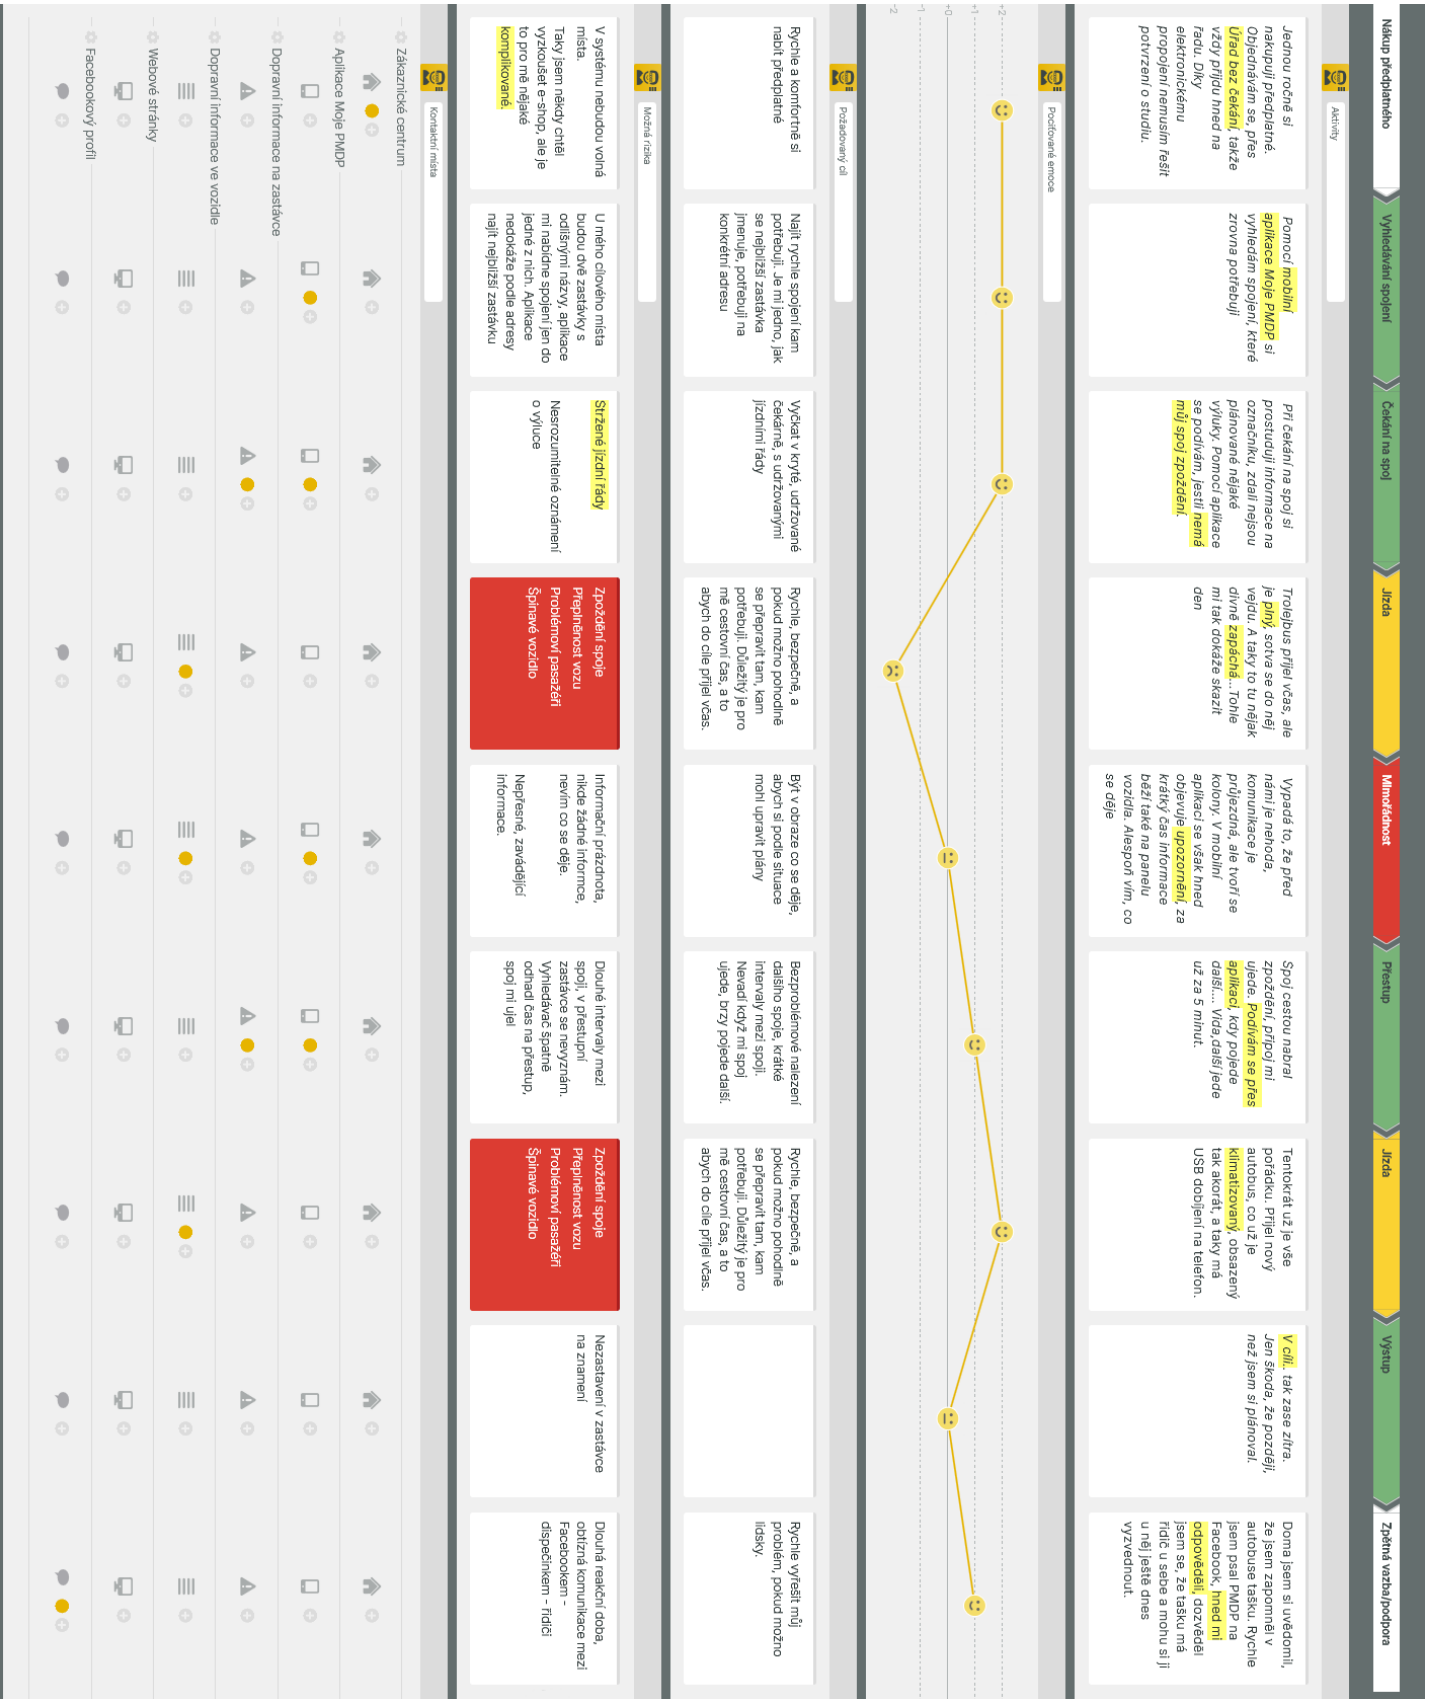 Nákup předplatného
Vyhledávání spojení
Čekání na spoj
Jízda
Mimořádnost
Přestup
Jízda
Výstup
Zpětná vazba/podpora
Aktivity
Jednou ročně si
nakupuji předplatné.
Objednávám se, přes
Úřad bez čekání, takže
vždy přijdu hned na
řadu. Díky
elektronickému
propojení nemusím řešit
potvrzení o studiu.
Pomocí mobilní
aplikace Moje PMDP si
vyhledám spojení, které
zrovna potřebuji
Při čekání na spoj si
prostuduji informace na
označníku, zdali nejsou
plánované nějaké
výluky. Pomocí aplikace
se podívám, jestli nemá
můj spoj zpoždění.
Trolejbus přijel včas, ale
je plný, sotva se do něj
vejdu. A taky to tu nějak
divně zapáchá... Tohle
mi tak dokáže skazit
den
Vypadá to, že před
námi je nehoda,
komunikace je
průjezdná, ale tvoří se
kolony. V mobilní
aplikaci se však hned
objevuje upozornění, za
krátký čas informace
běží také na panelu
vozidla. Alespoň vím, co
se děje
Spoj cestou nabral
zpoždění, přípoj mi
ujede. Podívám se přes
aplikaci, kdy pojede
další.... Vida,další jede
už za 5 minut.
Tentokrát už je vše
pořádku. Přijel nový
autobus, co už je
klimatizovaný, obsazený
tak akorát, a taky má
USB dobíjení na telefon.
V cíli.. tak zase zítra.
Jen škoda, že později,
než jsem si plánoval.
Doma jsem si uvědomil,
že jsem zapomněl v
autobuse tašku. Rychle
jsem psal PMDP na
Facebook, hned mi
odpověděli, dozvěděl
jsem se, že tašku má
řidič u sebe a mohu si ji
u něj ještě dnes
vyzvednout.
Pociťované emoce
+2
+1
+0
-1
-2
Požadovaný cíl
Rychle a komfortně si
nabít předplatné
Najít rychle spojení kam
potřebuji. Je mi jedno, jak
se nejbližší zastávka
jmenuje, potřebuji na
konkrétní adresu
Vyčkat v kryté, udržované
čekárně, s udržovanými
jízdními řády
Rychle, bezpečně, a
pokud možno pohodlně
se přepravit tam, kam
potřebuji. Důležitý je pro
mě cestovní čas, a to
abych do cíle přijel včas.
Být v obraze co se děje,
abych si podle situace
mohl upravit plány
Bezproblémové nalezení
dalšího spoje, krátké
intervaly mezi spoji.
Nevadí když mi spoj
ujede, brzy pojede další.
Rychle, bezpečně, a
pokud možno pohodlně
se přepravit tam, kam
potřebuji. Důležitý je pro
mě cestovní čas, a to
abych do cíle přijel včas.
Rychle vyřešit můj
problém, pokud možno
lidsky.
Možná rizika
V systému nebudou volná
místa.
Taky jsem někdy chtěl
vyzkoušet e-shop, ale je
to pro mě nějaké
komplikované.
U mého cílového místa
budou dvě zastávky s
odlišnými názvy, aplikace
mi nabídne spojení jen do
jedné z nich. Aplikace
nedokáže podle adresy
najít nejbližší zastávku
Stržené jízdní řády
Nesrozumitelné oznámení
o výluce
Zpoždění spoje
Přeplněnost vozu
Problémoví pasažéři
Špinavé vozidlo
Informační prázdnota,
nikde žádné informce,
nevím co se děje.
Nepřesné, zavádějící
informace.
Dlouhé intervaly mezi
spoji, v přestupní
zastávce se nevyznám.
Vyhledávač špatně
odhadl čas na přestup,
spoj mi ujel
Zpoždění spoje
Přeplněnost vozu
Problémoví pasažéři
Špinavé vozidlo
Nezastavení v zastávce
na znamení
Dlouhá reakční doba,
obtížná komunikace mezi
Facebookem -
dispečinkem - řidiči
Kontaktní místa
Zákaznické centrum
Aplikace Moje PMDP
Dopravní informace na zastávce
Dopravní informace ve vozidle
Webové stránky
Facebookový profil